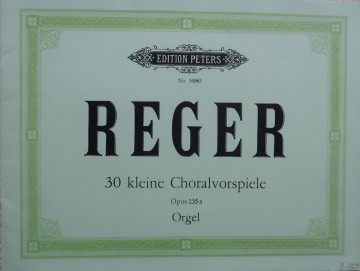 EDITION PETERS
Nr. 3980
REGER
30 kleine Choralvorspiele
Opus 135a
Orgel